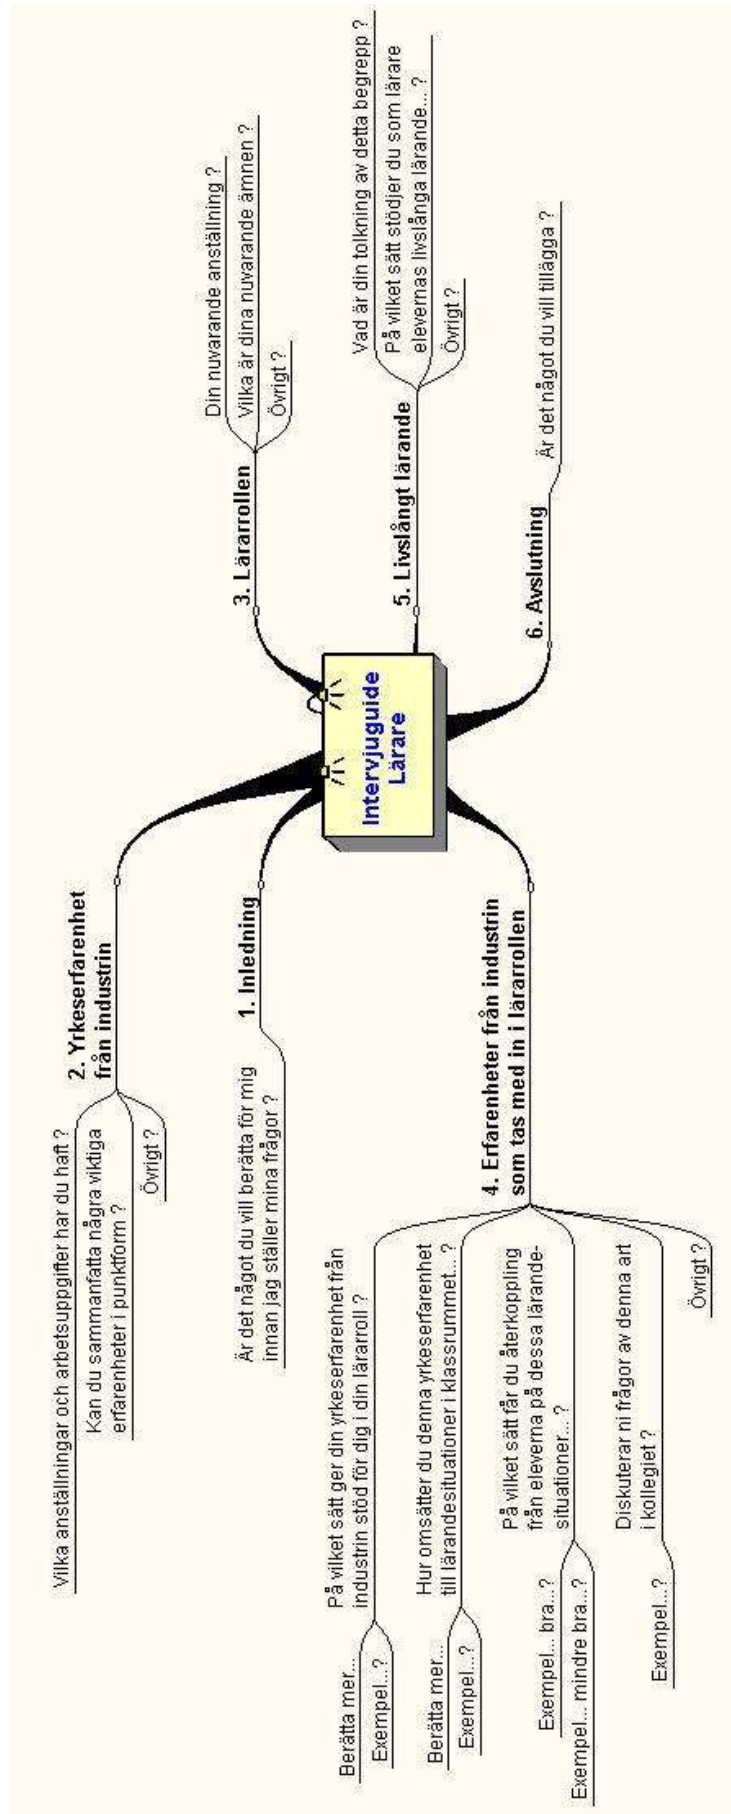 Intervjuguide
Lärare
1. Inledning
Är det något du vill berätta för mig
innan jag ställer mina frågor ?
2. Yrkeserfarenhet
från industrin
Vilka anställningar och arbetsuppgifter har du haft ?
Kan du sammanfatta några viktiga
erfarenheter i punktform ?
Övrigt ?
3. Lärarrollen
Din nuvarande anställning ?
Vilka är dina nuvarande ämnen ?
Övrigt ?
4. Erfarenheter från industrin
som tas med in i lärarrollen
På vilket sätt ger din yrkeserfarenhet från
industrin stöd för dig i din lärarroll ?
Berätta mer...
Exempel...?
Hur omsätter du denna yrkeserfarenhet
till lärandesituationer i klassrummet...?
Berätta mer...
Exempel...?
På vilket sätt får du återkoppling
från eleverna på dessa lärande-
situationer... ?
Exempel... bra...?
Exempel... mindre bra...?
Diskuterar ni frågor av denna art
i kollegiet ?
Exempel...?
Övrigt ?
5. Livslångt lärande
Vad är din tolkning av detta begrepp ?
På vilket sätt stödjer du som lärare
elevernas livslånga lärande... ?
Övrigt ?
6. Avslutning
Är det något du vill tillägga ?